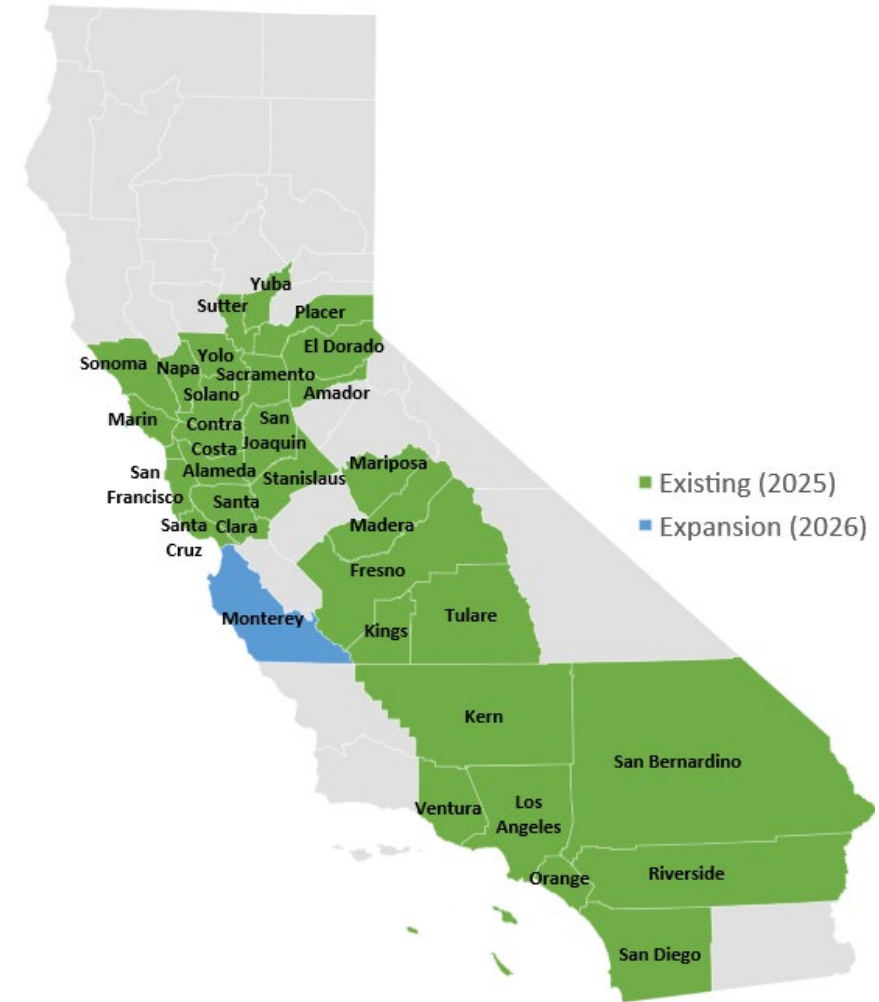 Yuba
Sutter
Placer
El Dorado
Yolo
Sonoma
Napa
Sacramento
Solano
Amador
Marin
Contra
Costa
San
Joaquin
Alameda
Stanislaus
Mariposa
San
Francisco
Santa
Clara
Santa
Cruz
Madera
Fresno
Monterey
Kings
Tulare
Existing (2025)
Expansion (2026)
Kern
San Bernardino
Ventura
Los
Angeles
Orange
Riverside
San Diego